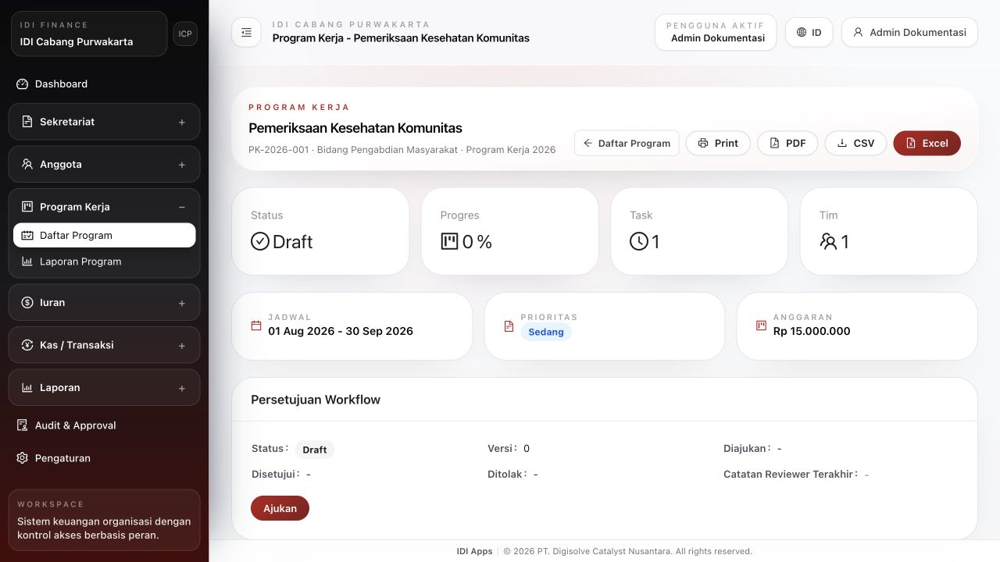 IDI FINANCE
IDI Cabang Purwakarta
ICP
Dashboard
Sekretariat +
Anggota +
Program Kerja −
Daftar Program
Laporan Program
Iuran +
Kas / Transaksi +
Laporan +
Audit & Approval
Pengaturan
WORKSPACE
Sistem keuangan organisasi dengan
kontrol akses berbasis peran.
IDI CABANG PURWAKARTA
Program Kerja - Pemeriksaan Kesehatan Komunitas
PENGGUNA AKTIF
Admin Dokumentasi
ID
Admin Dokumentasi
PROGRAM KERJA
Pemeriksaan Kesehatan Komunitas
PK-2026-001 · Bidang Pengabdian Masyarakat · Program Kerja 2026
Daftar Program
Print
PDF
CSV
Excel
Status
Draft
Progres
0 %
Task
1
Tim
1
JADWAL
01 Aug 2026 - 30 Sep 2026
PRIORITAS
Sedang
ANGGARAN
Rp 15.000.000
Persetujuan Workflow
Status : Draft
Versi : 0
Diajukan : -
Disetujui : -
Ditolak : -
Catatan Reviewer Terakhir : -
Ajukan
IDI Apps | © 2026 PT. Digisolve Catalyst Nusantara. All rights reserved.